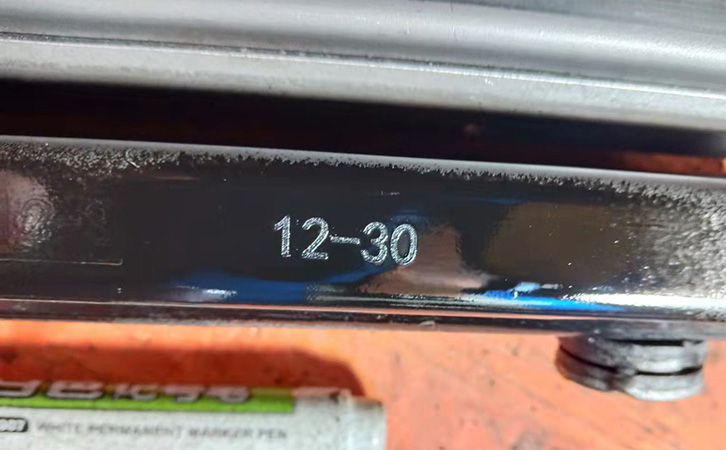 12-30
WHITE PERMANENT MARKER PEN